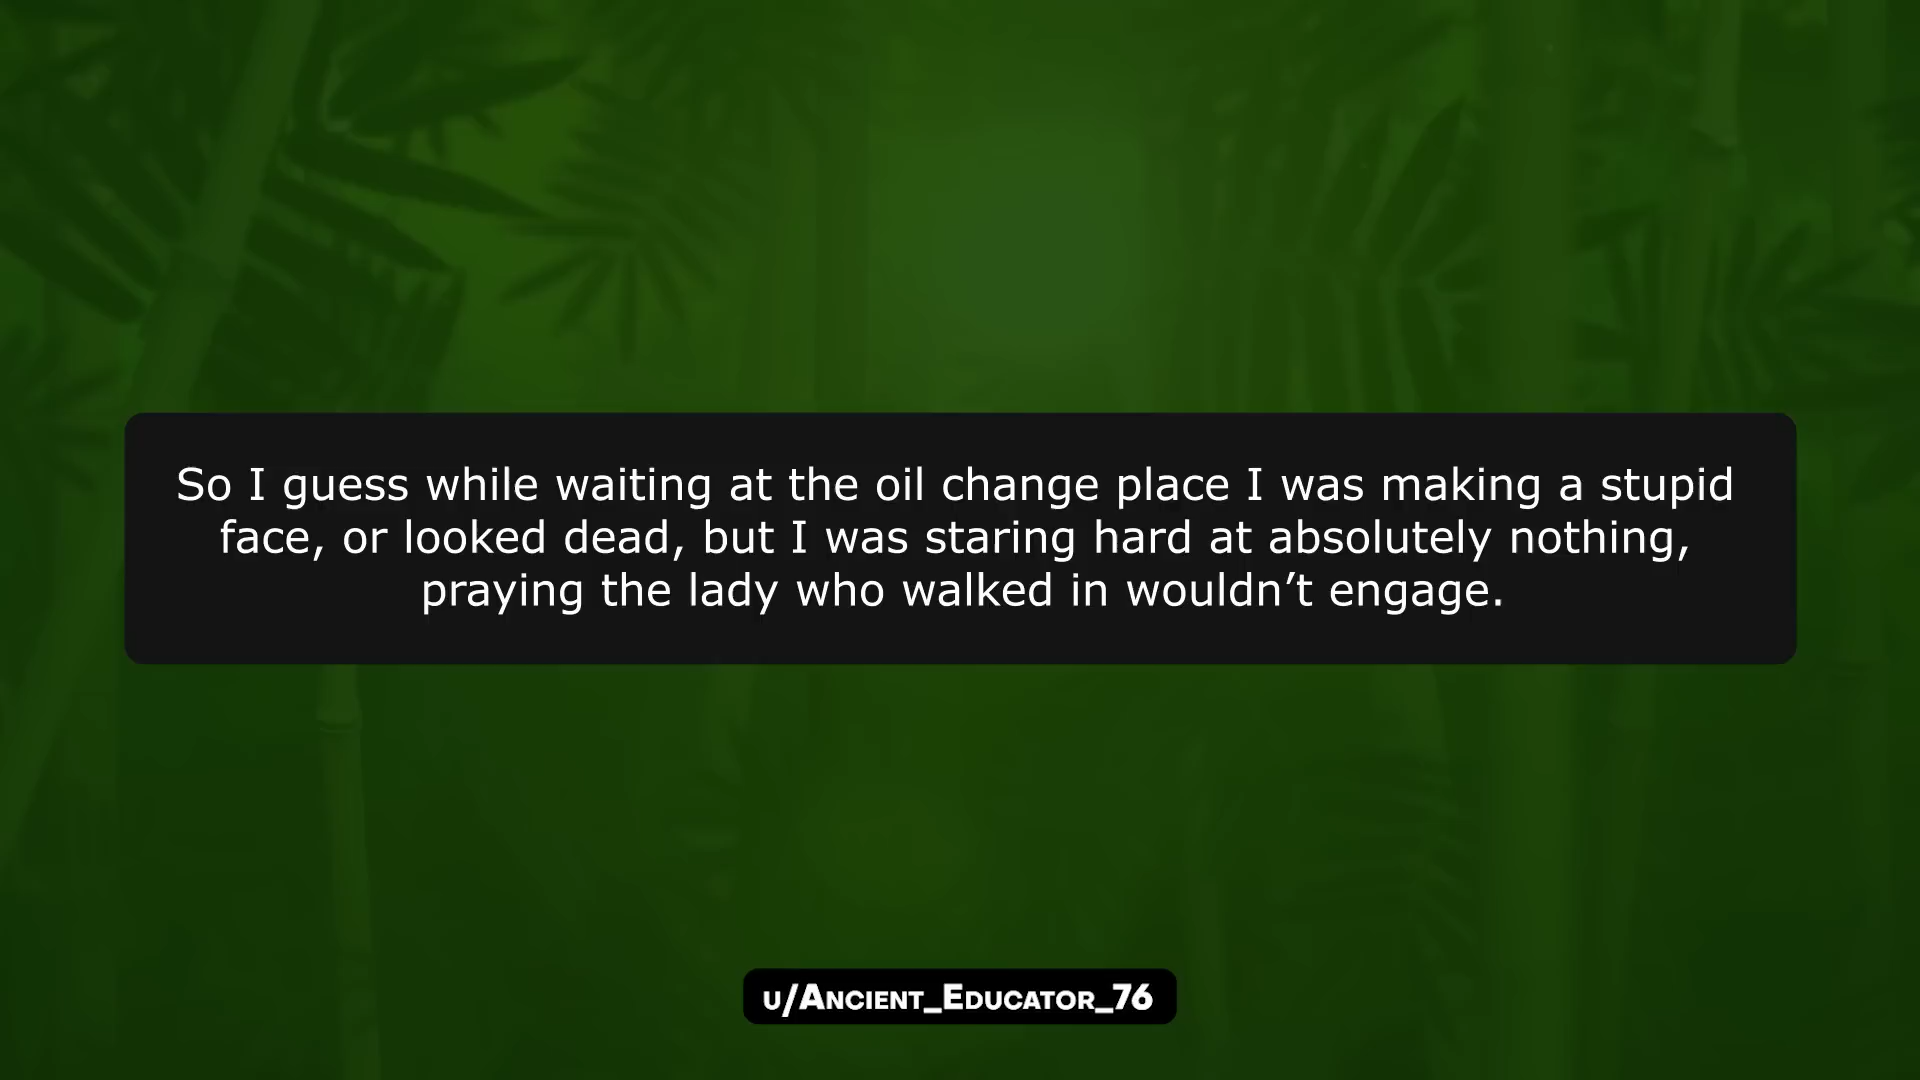 So I guess while waiting at the oil change place I was making a stupid
face, or looked dead, but I was staring hard at absolutely nothing,
praying the lady who walked in wouldn’t engage.
u/Ancient_Educator_76